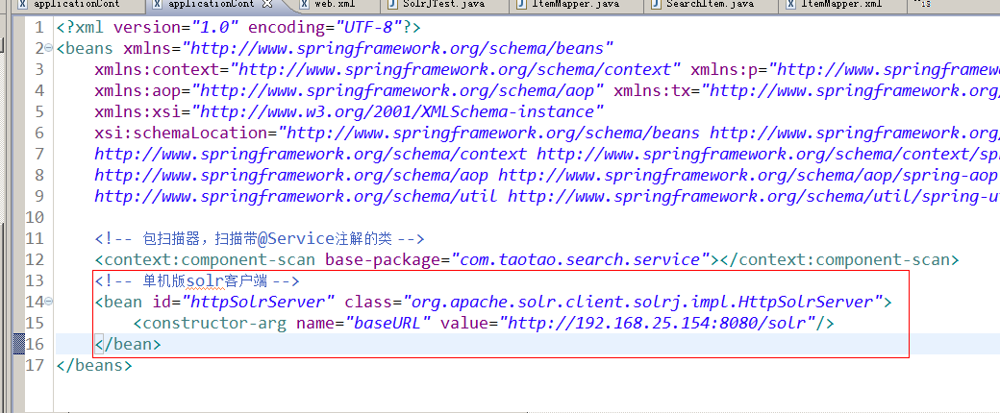 applicationCont applicationCont web.xml SolrJTest.java ItemMapper.java SearchItem.java ItemMapper.xml
1 <?xml version="1.0" encoding="UTF-8"?>
2 <beans xmlns="http://www.springframework.org/schema/beans"
3 xmlns:context="http://www.springframework.org/schema/context" xmlns:p="http://www.springframew
4 xmlns:aop="http://www.springframework.org/schema/aop" xmlns:tx="http://www.springframework.org/
5 xmlns:xsi="http://www.w3.org/2001/XMLSchema-instance"
6 xsi:schemaLocation="http://www.springframework.org/schema/beans http://www.springframework.org/
7 http://www.springframework.org/schema/context http://www.springframework.org/schema/context/spr
8 http://www.springframework.org/schema/aop http://www.springframework.org/schema/aop/spring-aop
9 http://www.springframework.org/schema/util http://www.springframework.org/schema/util/spring-u
10
11 <!-- 包扫描器，扫描带@Service注解的类 -->
12 <context:component-scan base-package="com.taotao.search.service"></context:component-scan>
13 <!-- 单机版solr客户端 -->
14 <bean id="httpSolrServer" class="org.apache.solr.client.solrj.impl.HttpSolrServer">
15 <constructor-arg name="baseURL" value="http://192.168.25.154:8080/solr"/>
16 </bean>
17 </beans>